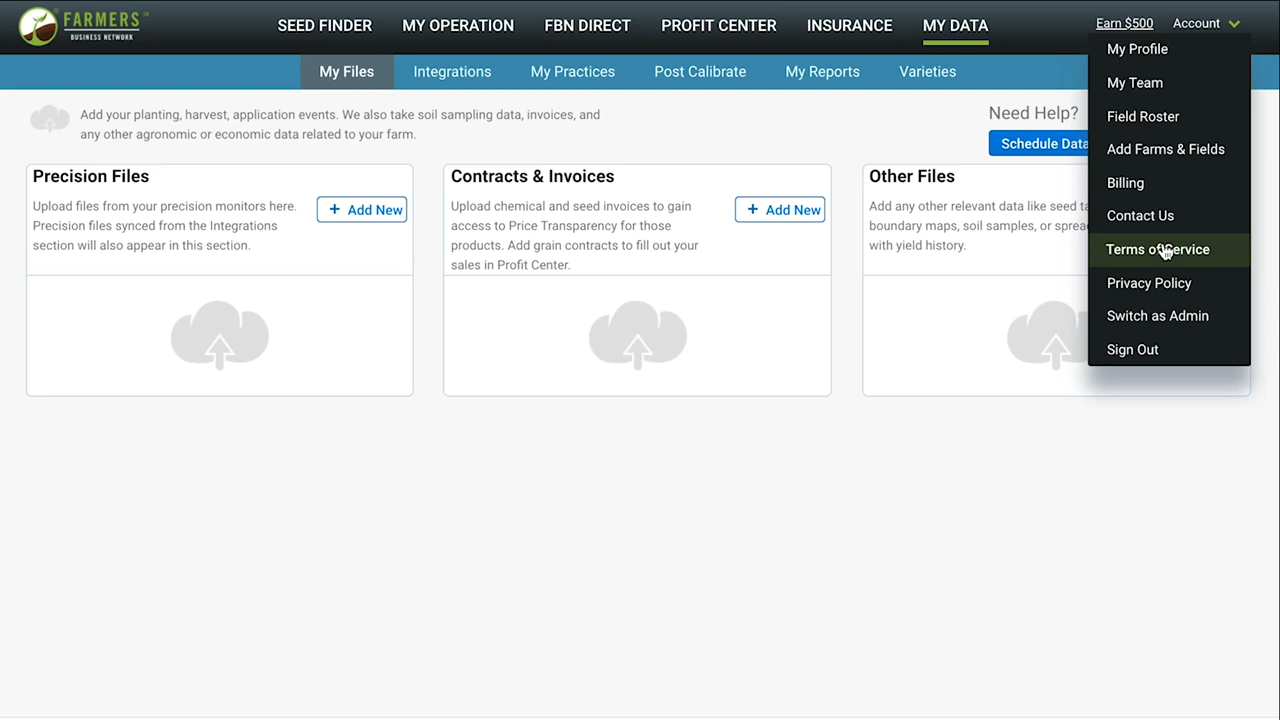 FARMERS
BUSINESS NETWORK
SEED FINDER
MY OPERATION
FBN DIRECT
PROFIT CENTER
INSURANCE
MY DATA
Earn $500
Account
My Files
Integrations
My Practices
Post Calibrate
My Reports
Varieties
My Profile
My Team
Field Roster
Add Farms & Fields
Billing
Contact Us
Terms of Service
Privacy Policy
Switch as Admin
Sign Out
Add your planting, harvest, application events. We also take soil sampling data, invoices, and
any other agronomic or economic data related to your farm.
Need Help?
Schedule Data
Precision Files
Upload files from your precision monitors here.
Precision files synced from the Integrations
section will also appear in this section.
+ Add New
Contracts & Invoices
Upload chemical and seed invoices to gain
access to Price Transparency for those
products. Add grain contracts to fill out your
sales in Profit Center.
+ Add New
Other Files
Add any other relevant data like seed
boundary maps, soil samples, or
with yield history.